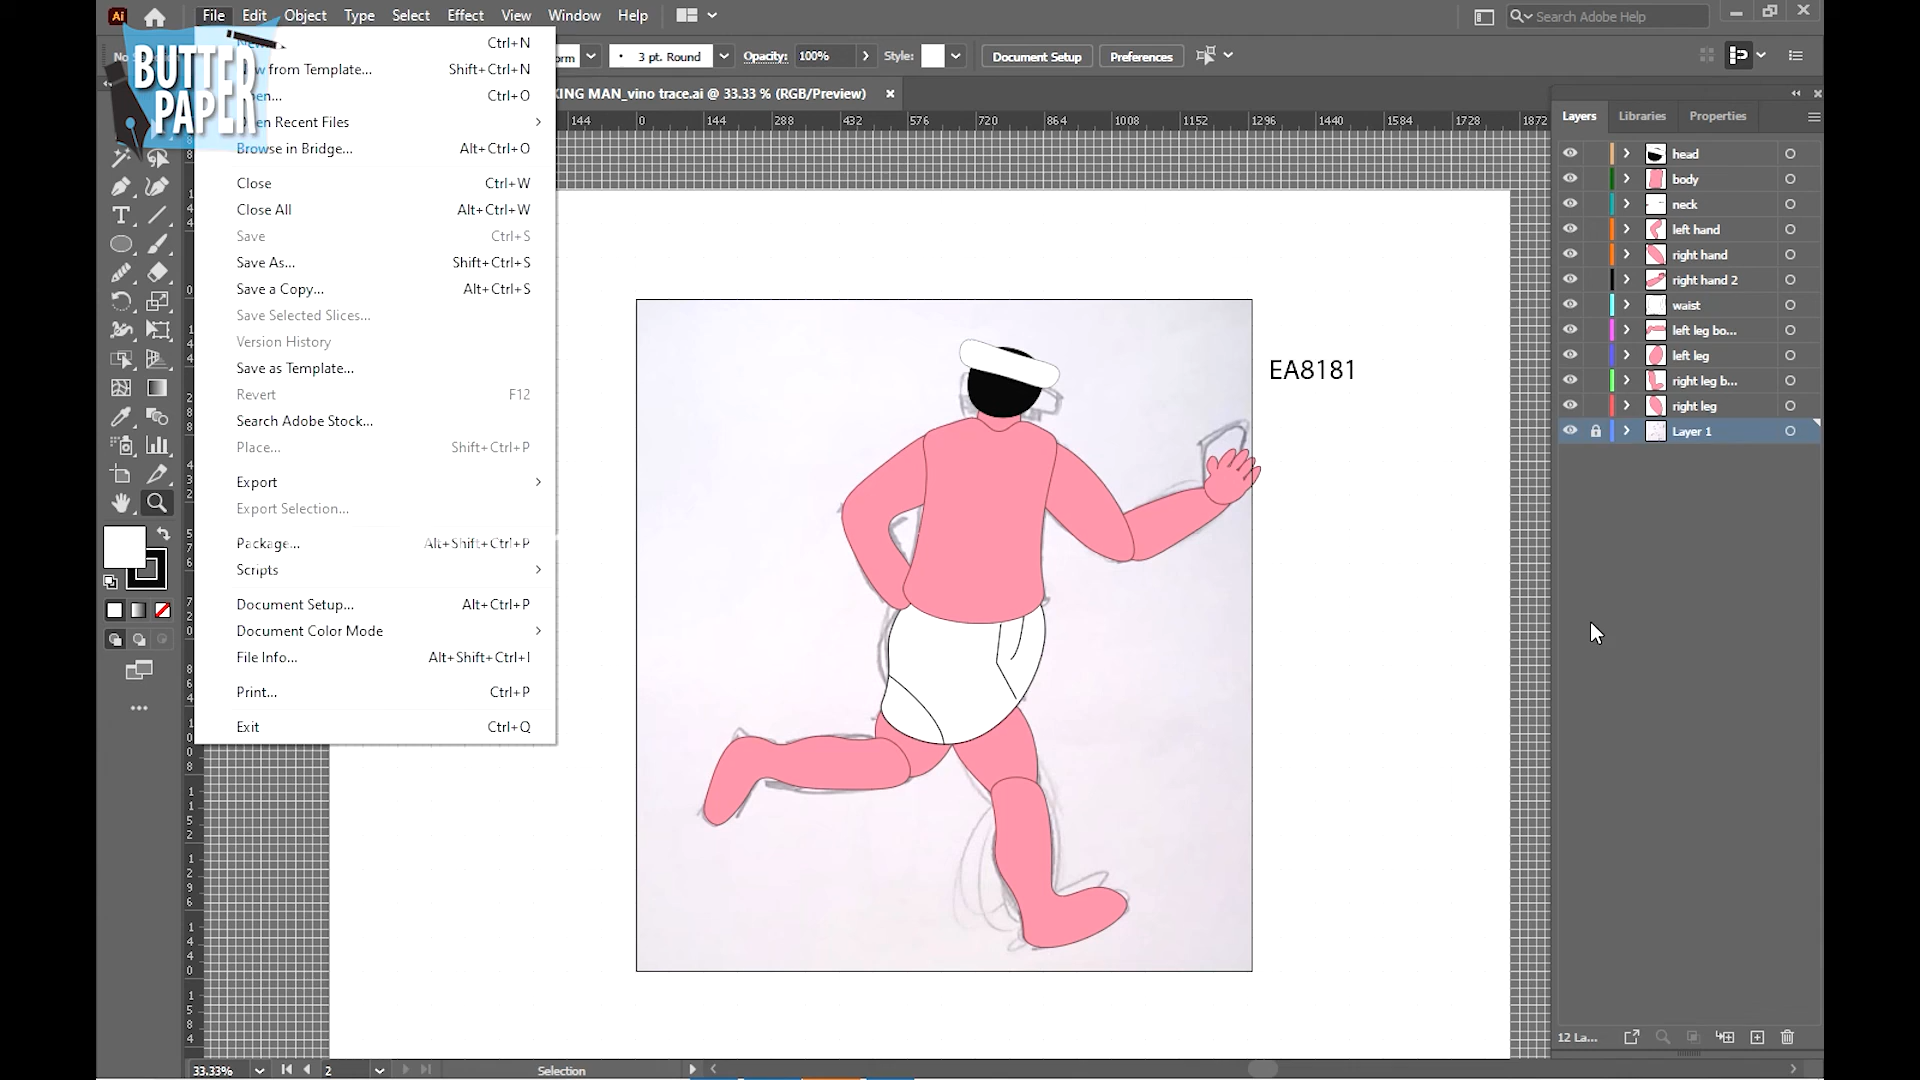 Ai
File Edit Object Type Select Effect View Window Help
Search Adobe Help
3 pt. Round Opacity: 100% Style: Document Setup Preferences
KING MAN_vino trace.ai @ 33.33 % (RGB/Preview)
BUTTER
PAPER
Ctrl+N
from Template... Shift+Ctrl+N
Ctrl+O
Recent Files
Browse in Bridge... Alt+Ctrl+O
Close Ctrl+W
Close All Alt+Ctrl+W
Save Ctrl+S
Save As... Shift+Ctrl+S
Save a Copy... Alt+Ctrl+S
Save Selected Slices...
Version History
Save as Template...
Revert F12
Search Adobe Stock...
Place... Shift+Ctrl+P
Export
Export Selection...
Package... Alt+Shift+Ctrl+P
Scripts
Document Setup... Alt+Ctrl+P
Document Color Mode
File Info... Alt+Shift+Ctrl+I
Print... Ctrl+P
Exit Ctrl+Q
144 0 144 288 432 576 720 864 1008 1152 1296 1440 1584 1728 1872
EA8181
Layers Libraries Properties
head
body
neck
left hand
right hand
right hand 2
waist
left leg bo...
left leg
right leg b...
right leg
Layer 1
12 La...
33.33% 2 Selection